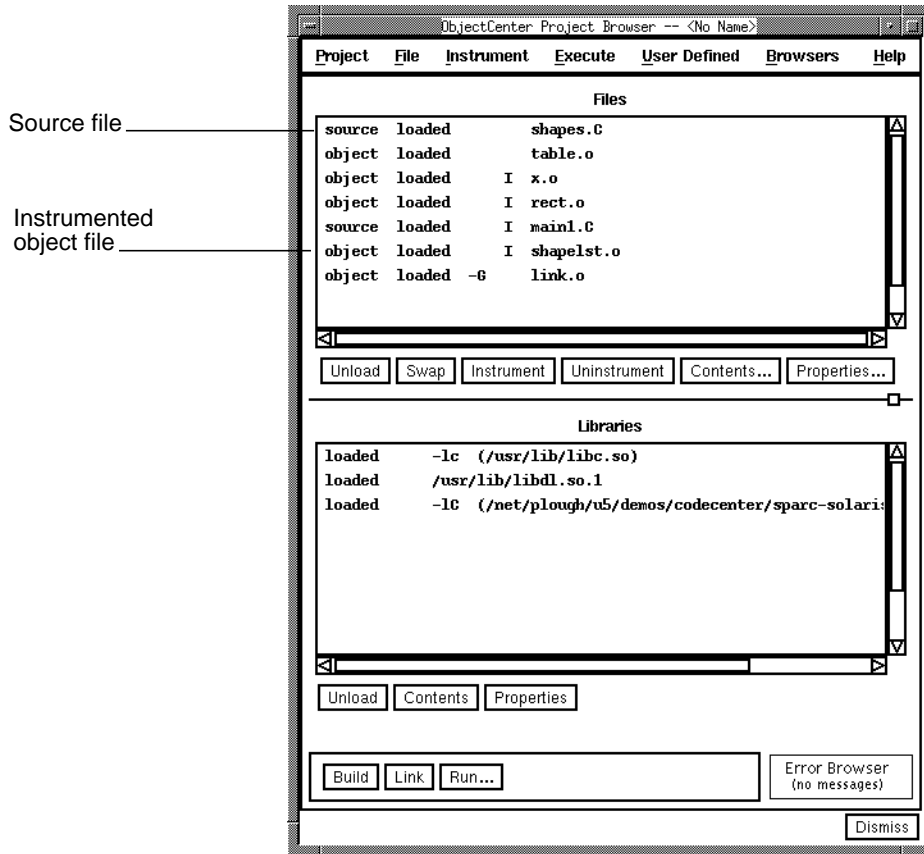 ObjectCenter Project Browser -- <No Name>
Project File Instrument Execute User Defined Browsers Help
Files
Source file
source loaded shapes.C
object loaded table.o
object loaded I x.o
object loaded I rect.o
Instrumented
object file
source loaded I main1.C
object loaded I shapelst.o
object loaded -G link.o
Unload Swap Instrument Uninstrument Contents... Properties...
Libraries
loaded -lc (/usr/lib/libc.so)
loaded /usr/lib/libdl.so.1
loaded -lC (/net/plough/u5/demos/codecenter/sparc-solaris
Unload Contents Properties
Build Link Run...
Error Browser
(no messages)
Dismiss